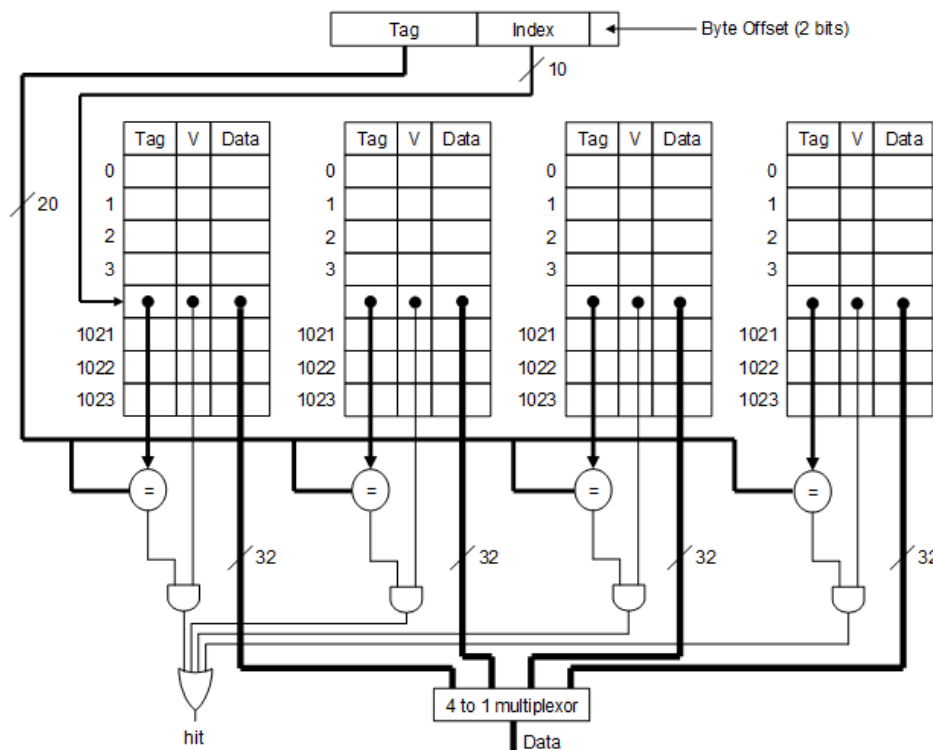 Tag Index Byte Offset (2 bits)
10
Tag V Data Tag V Data Tag V Data Tag V Data
0 0 0 0
20 1 1 1 1
2 2 2 2
3 3 3 3
1021 1021 1021 1021
1022 1022 1022 1022
1023 1023 1023 1023
= = = =
32 32 32 32
4 to 1 multiplexor
hit Data